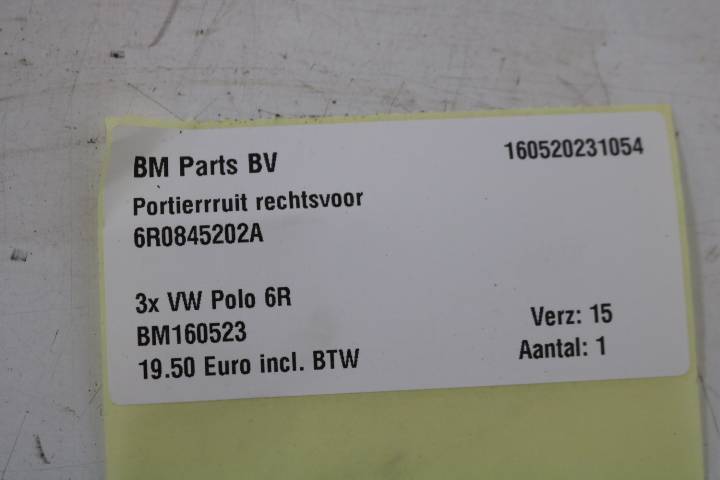 BM Parts BV
160520231054
Portierrruit rechtsvoor
6R0845202A
3x VW Polo 6R
BM160523
Verz: 15
19.50 Euro incl. BTW
Aantal: 1